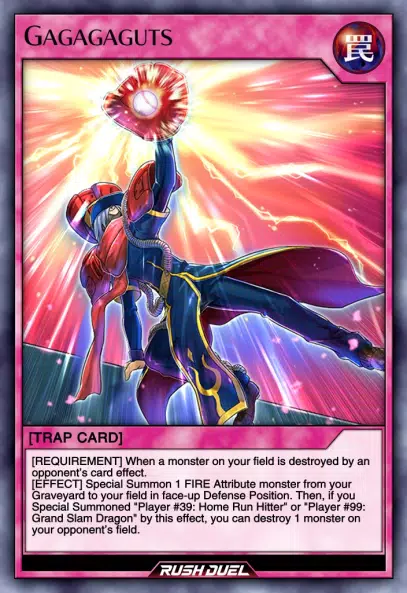 GAGAGAGUTS
罠
[TRAP CARD]
[REQUIREMENT] When a monster on your field is destroyed by an
opponent's card effect.
[EFFECT] Special Summon 1 FIRE Attribute monster from your
Graveyard to your field in face-up Defense Position. Then, if you
Special Summoned "Player #39: Home Run Hitter" or "Player #99:
Grand Slam Dragon" by this effect, you can destroy 1 monster on
your opponent's field.
RUSH DUEL